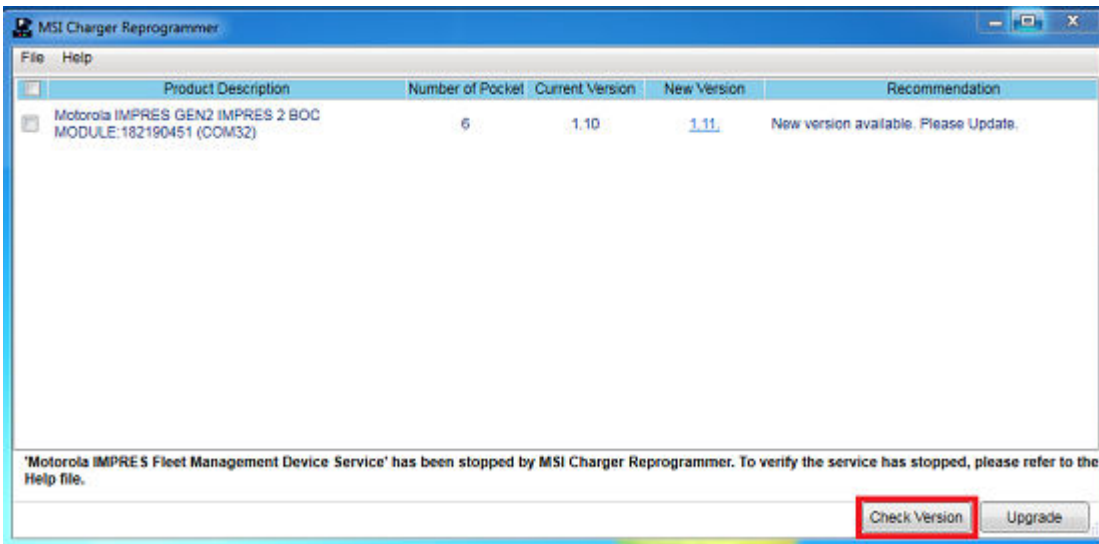 MSI Charger Reprogrammer
File Help
Product Description Number of Pocket Current Version New Version Recommendation
Motorola IMPRES GEN2 IMPRES 2 BOC
MODULE:182190451 (COM32) 6 1.10 1.11. New version available. Please Update.
'Motorola IMPRES Fleet Management Device Service' has been stopped by MSI Charger Reprogrammer. To verify the service has stopped, please refer to the
Help file.
Check Version Upgrade